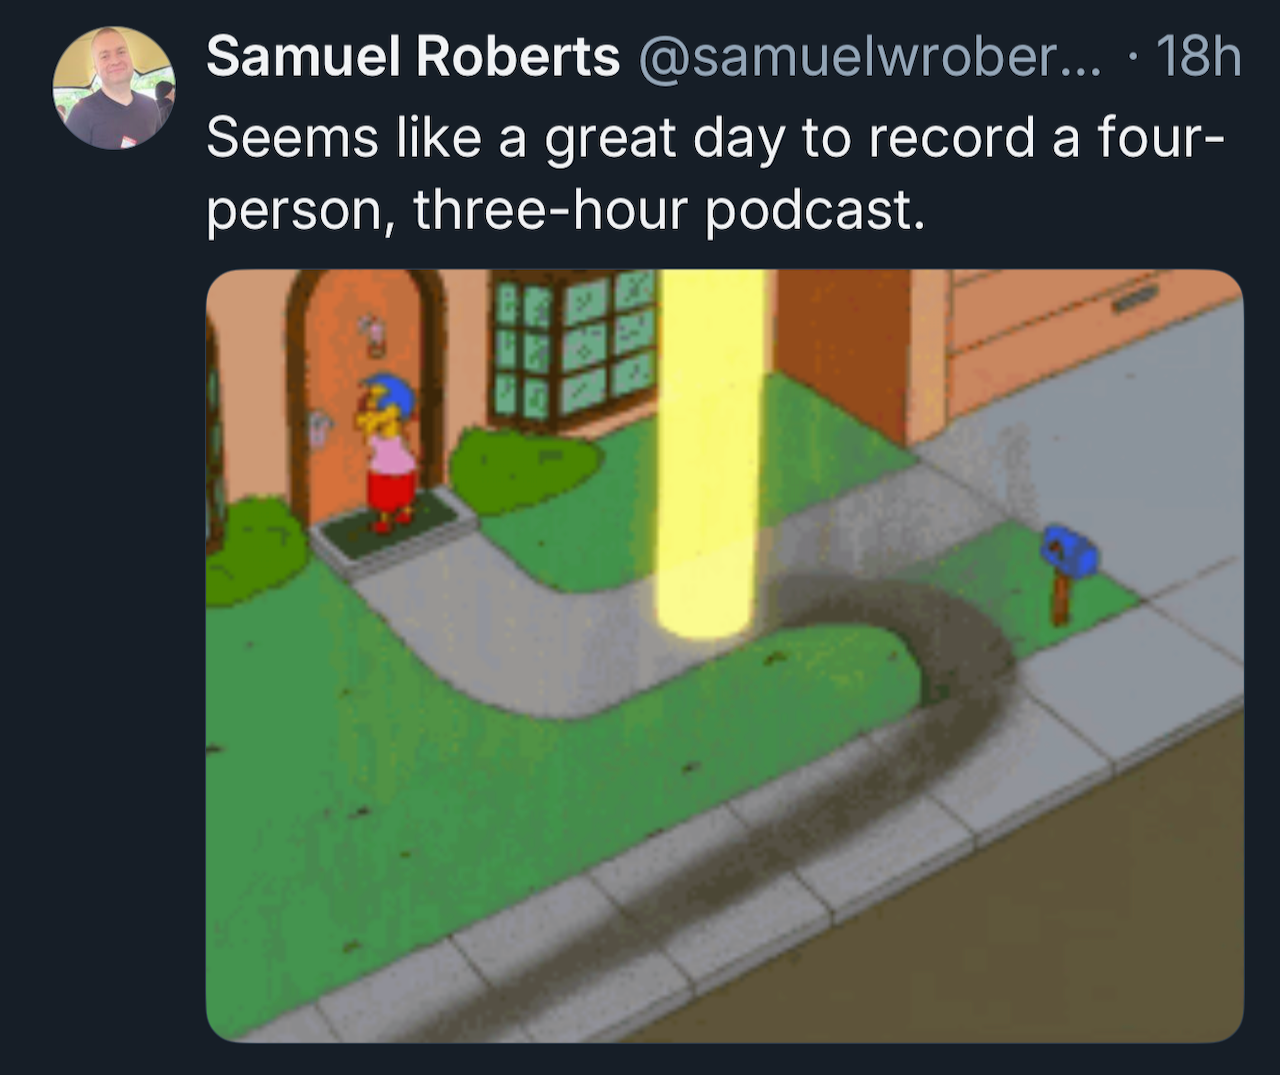 Samuel Roberts @samuelwrober... · 18h
Seems like a great day to record a four-
person, three-hour podcast.